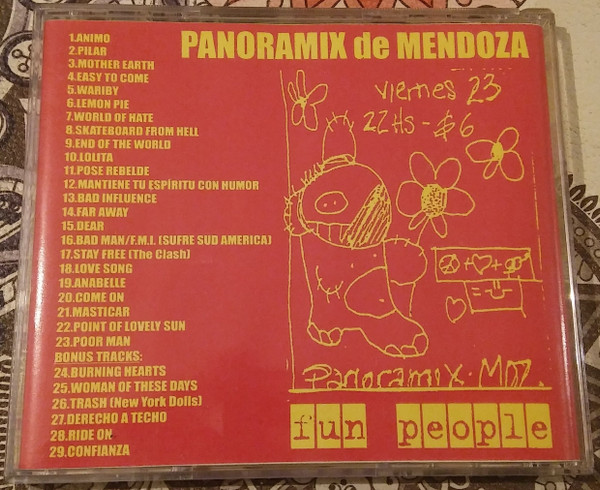 PANORAMIX de MENDOZA
1.ANIMO
2.PILAR
3.MOTHER EARTH
4.EASY TO COME
5.WARIBY
6.LEMON PIE
7.WORLD OF HATE
8.SKATEBOARD FROM HELL
9.END OF THE WORLD
10.LOLITA
11.POSE REBELDE
12.MANTIENE TU ESPÍRITU CON HUMOR
13.BAD INFLUENCE
14.FAR AWAY
15.DEAR
16.BAD MAN/F.M.I. (SUFRE SUD AMERICA)
17.STAY FREE (The Clash)
18.LOVE SONG
19.ANABELLE
20.COME ON
21.MASTICAR
22.POINT OF LOVELY SUN
23.POOR MAN
BONUS TRACKS:
24.BURNING HEARTS
25.WOMAN OF THESE DAYS
26.TRASH (New York Dolls)
27.DERECHO A TECHO
28.RIDE ON
29.CONFIANZA
viernes 23
22 Hs - $6
Panoramix - Mza.
fun people